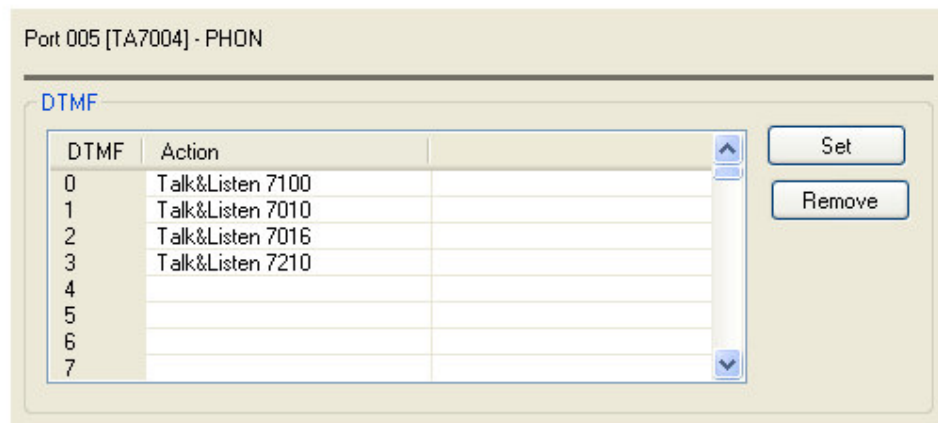 Port 005 [TA7004] - PHON
DTMF
DTMF Action
0 Talk&Listen 7100
1 Talk&Listen 7010
2 Talk&Listen 7016
3 Talk&Listen 7210
4
5
6
7
Set
Remove